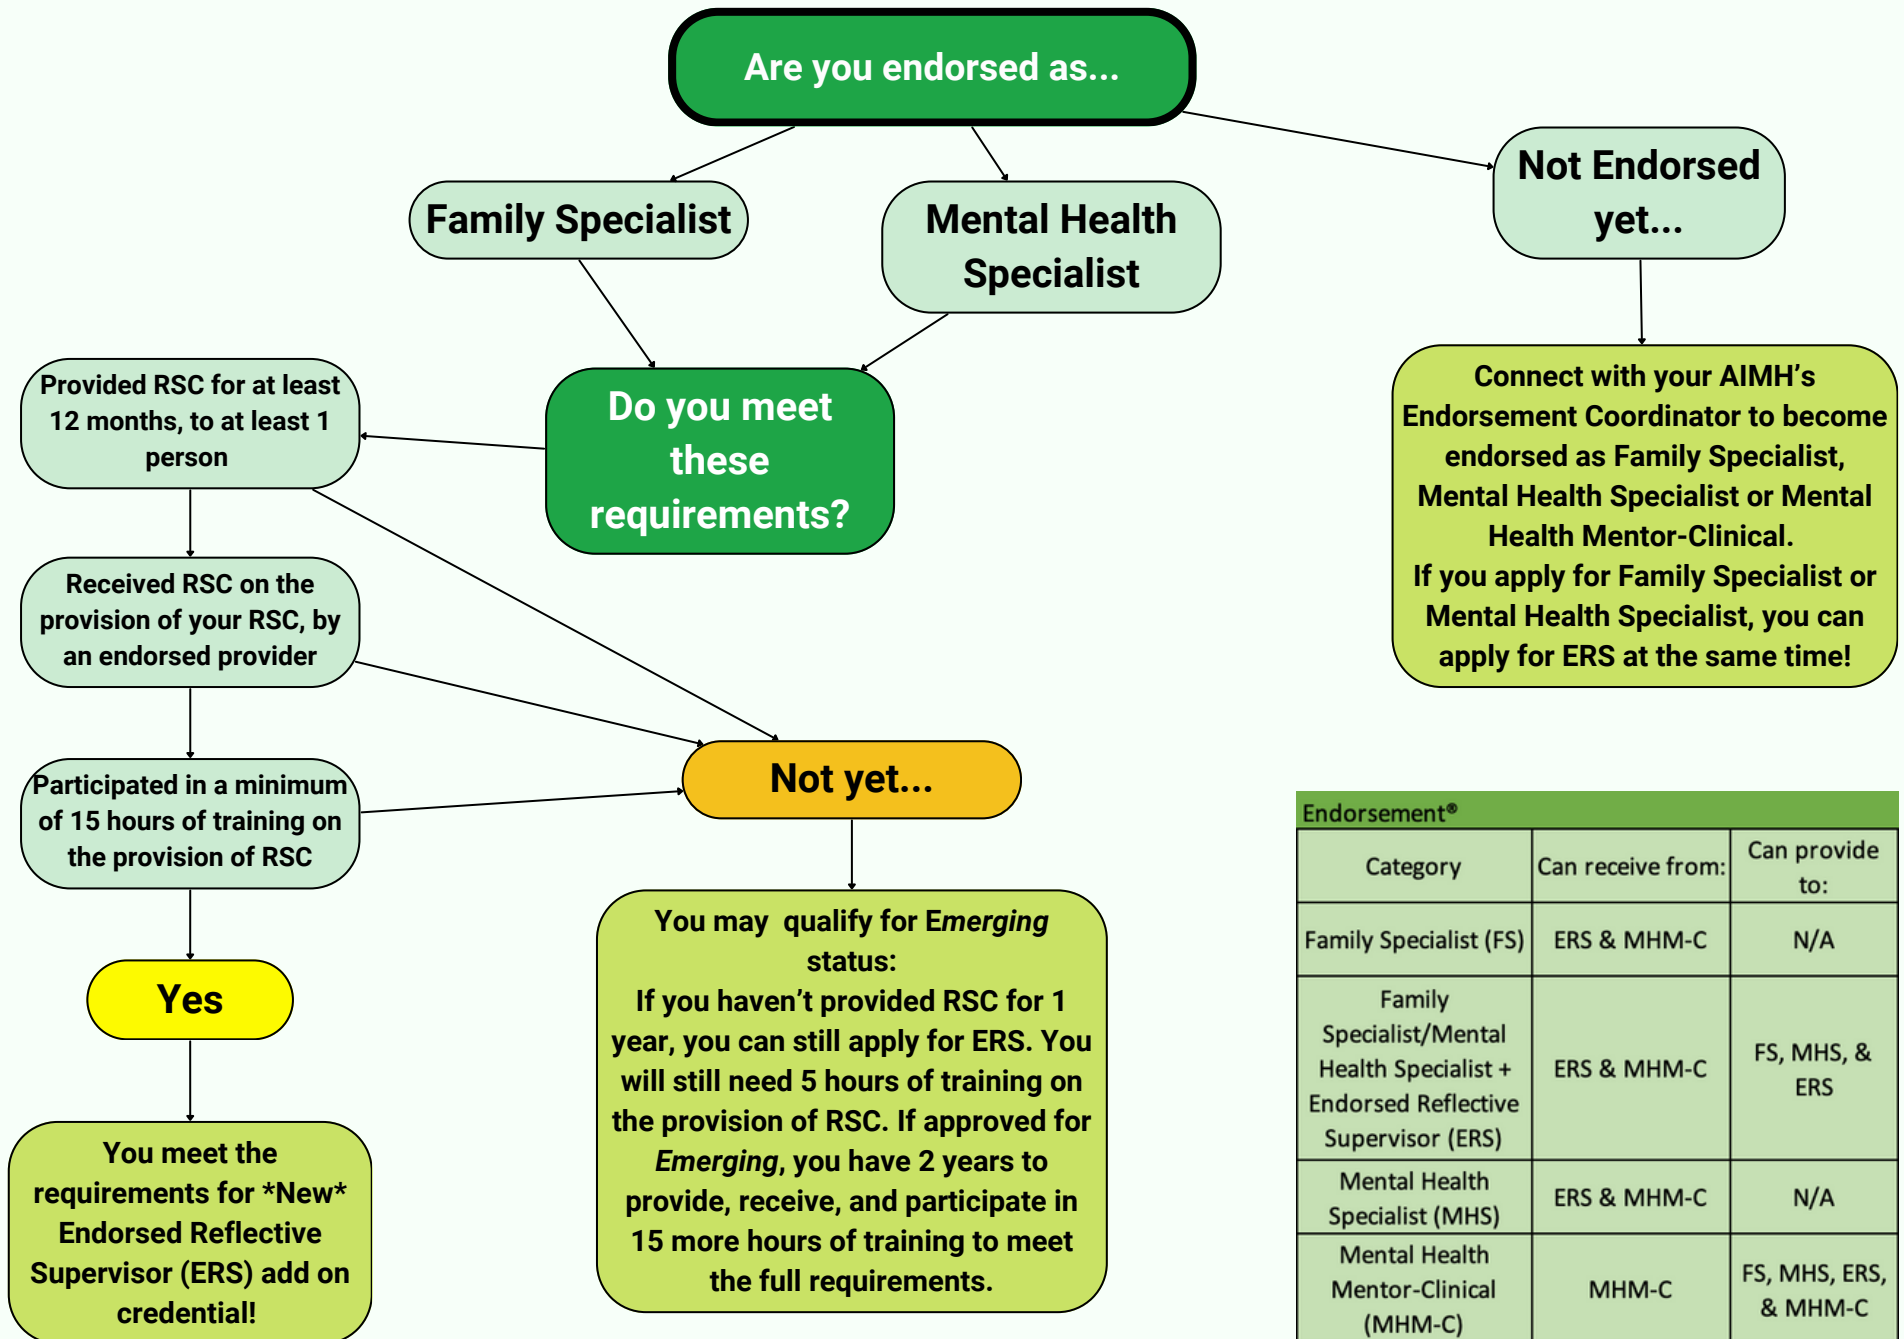 Are you endorsed as...
Family Specialist
Mental Health
Specialist
Not Endorsed
yet...
Do you meet
these
requirements?
Provided RSC for at least
12 months, to at least 1
person
Received RSC on the
provision of your RSC, by
an endorsed provider
Participated in a minimum
of 15 hours of training on
the provision of RSC
Yes
You meet the
requirements for *New*
Endorsed Reflective
Supervisor (ERS) add on
credential!
Not yet...
You may qualify for Emerging
status:
If you haven't provided RSC for 1
year, you can still apply for ERS. You
will still need 5 hours of training on
the provision of RSC. If approved for
Emerging, you have 2 years to
provide, receive, and participate in
15 more hours of training to meet
the full requirements.
Connect with your AIMH's
Endorsement Coordinator to become
endorsed as Family Specialist,
Mental Health Specialist or Mental
Health Mentor-Clinical.
If you apply for Family Specialist or
Mental Health Specialist, you can
apply for ERS at the same time!
Endorsement®
Category
Can receive from:
Can provide
to:
Family Specialist (FS)
ERS & MHM-C
N/A
Family
Specialist/Mental
Health Specialist +
Endorsed Reflective
Supervisor (ERS)
ERS & MHM-C
FS, MHS, &
ERS
Mental Health
Specialist (MHS)
ERS & MHM-C
N/A
Mental Health
Mentor-Clinical
(MHM-C)
MHM-C
FS, MHS, ERS,
& MHM-C